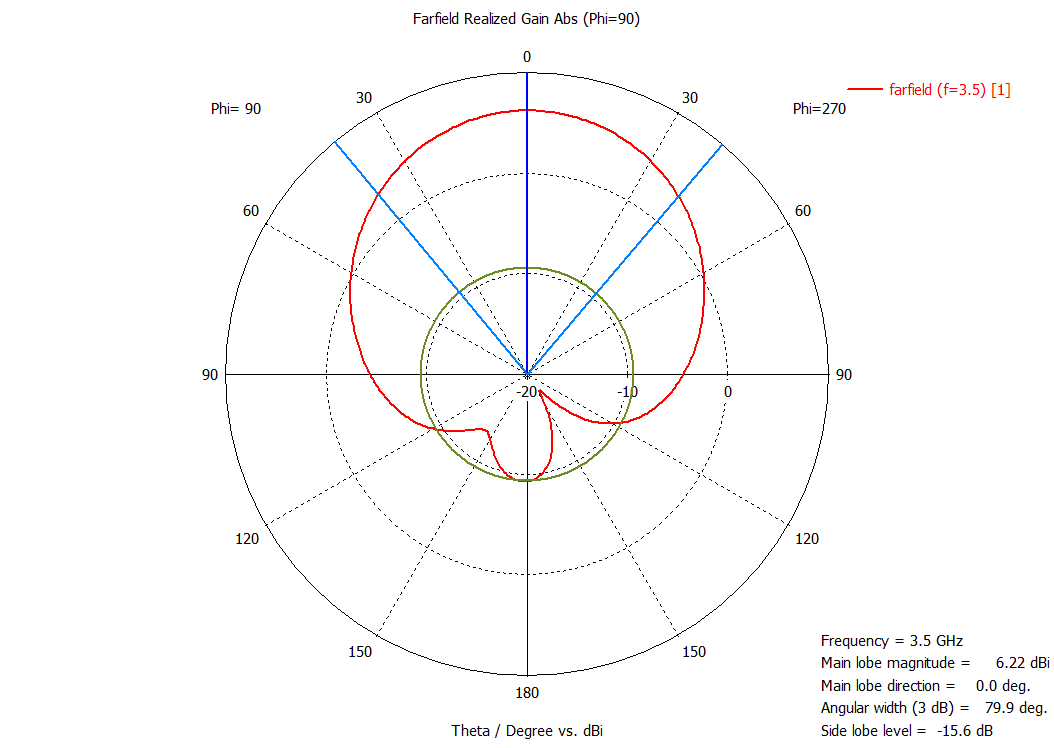 Farfield Realized Gain Abs (Phi=90)
0
30
30
Phi= 90
Phi=270
farfield (f=3.5) [1]
60
60
90
90
-20
-10
0
120
120
150
150
180
Frequency = 3.5 GHz
Main lobe magnitude = 6.22 dBi
Main lobe direction = 0.0 deg.
Angular width (3 dB) = 79.9 deg.
Side lobe level = -15.6 dB
Theta / Degree vs. dBi